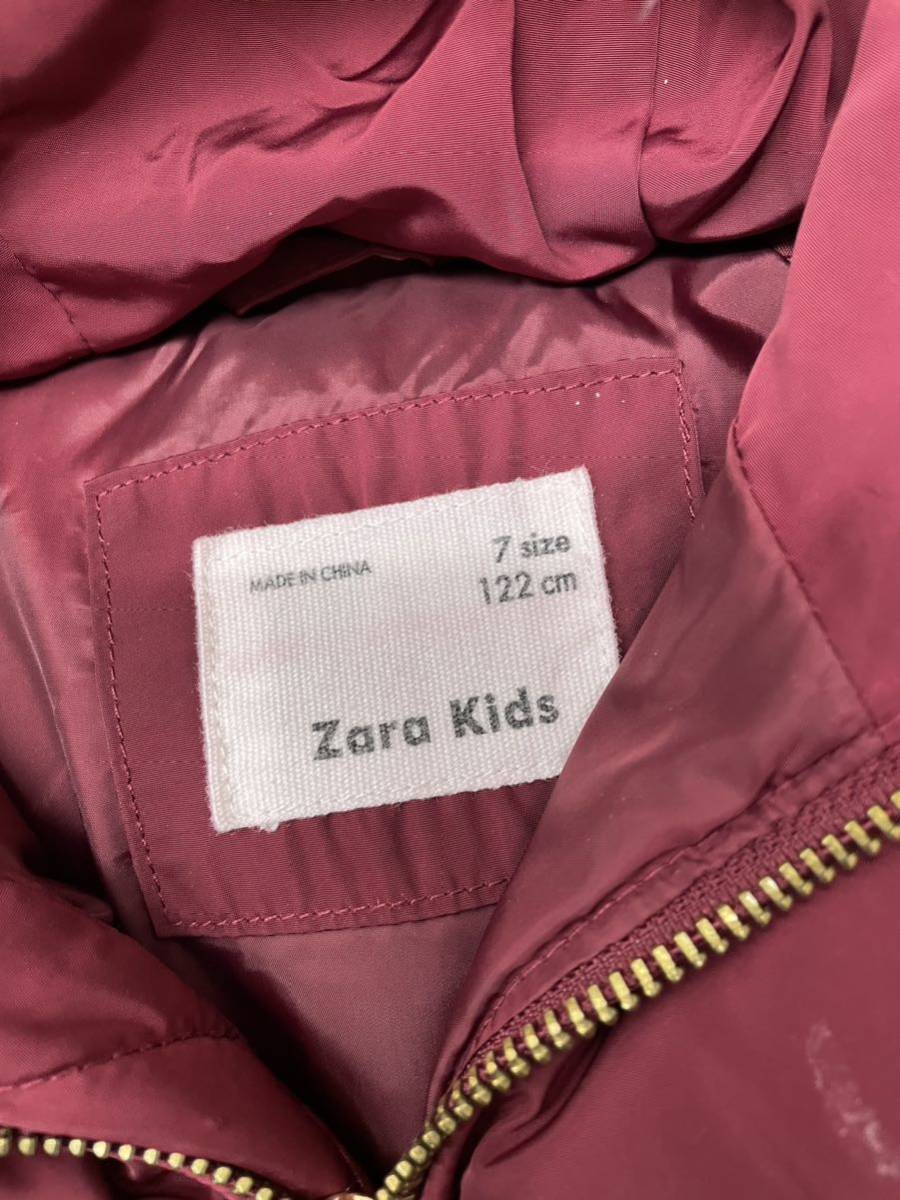 MADE IN CHINA
7 size
122 cm
Zara Kids